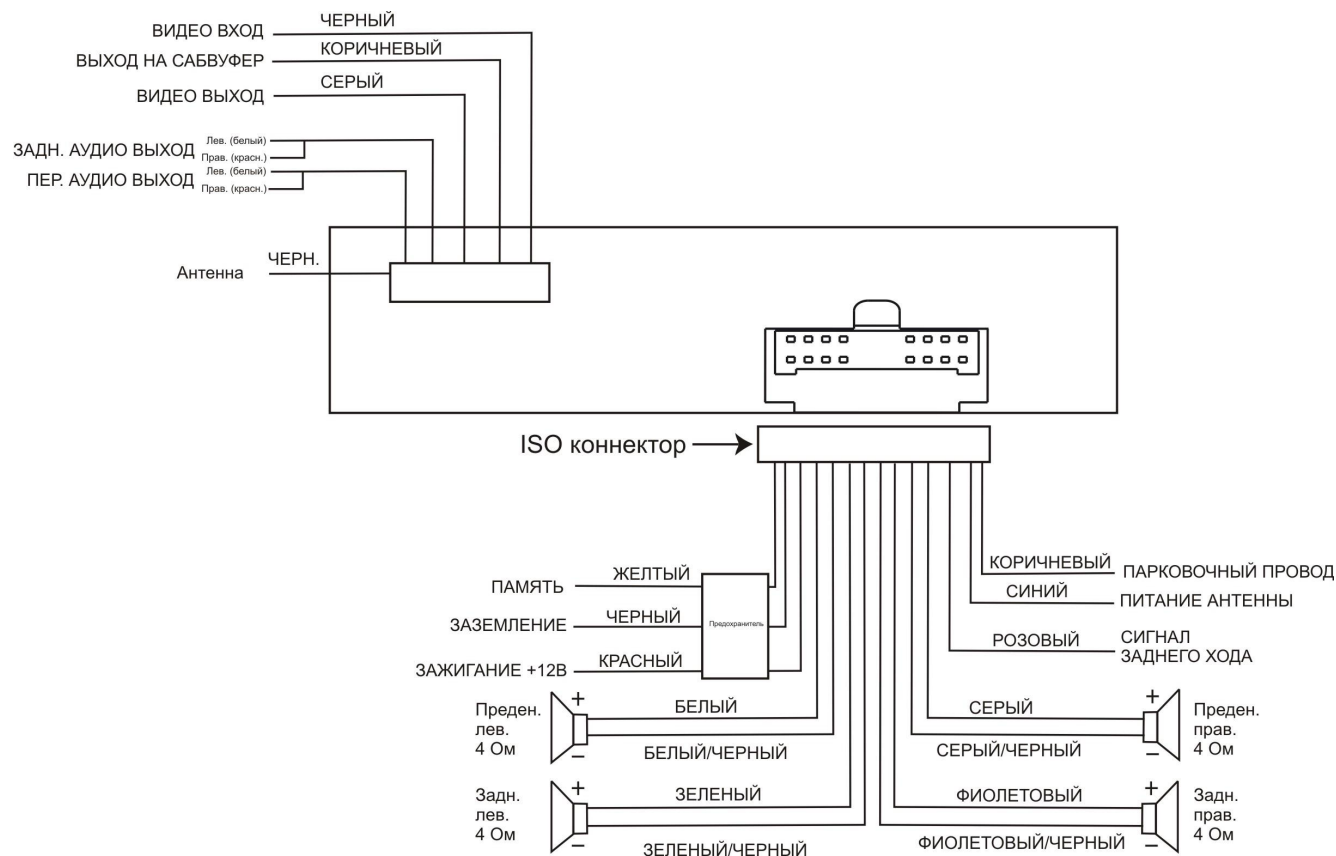 ВИДЕО ВХОД
ЧЕРНЫЙ
ВЫХОД НА САБВУФЕР
КОРИЧНЕВЫЙ
ВИДЕО ВЫХОД
СЕРЫЙ
ЗАДН. АУДИО ВЫХОД
Лев. (белый)
Прав. (красн.)
ПЕР. АУДИО ВЫХОД
Лев. (белый)
Прав. (красн.)
Антенна
ЧЕРН.
ISO коннектор
ПАМЯТЬ
ЖЕЛТЫЙ
ЗАЗЕМЛЕНИЕ
ЧЕРНЫЙ
Предохранитель
ЗАЖИГАНИЕ +12В
КРАСНЫЙ
КОРИЧНЕВЫЙ
ПАРКОВОЧНЫЙ ПРОВОД
СИНИЙ
ПИТАНИЕ АНТЕННЫ
РОЗОВЫЙ
СИГНАЛ
ЗАДНЕГО ХОДА
Преден.
лев.
4 Ом
+
−
БЕЛЫЙ
БЕЛЫЙ/ЧЕРНЫЙ
СЕРЫЙ
СЕРЫЙ/ЧЕРНЫЙ
+
−
Преден.
прав.
4 Ом
Задн.
лев.
4 Ом
+
−
ЗЕЛЕНЫЙ
ЗЕЛЕНЫЙ/ЧЕРНЫЙ
ФИОЛЕТОВЫЙ
ФИОЛЕТОВЫЙ/ЧЕРНЫЙ
+
−
Задн.
прав.
4 Ом